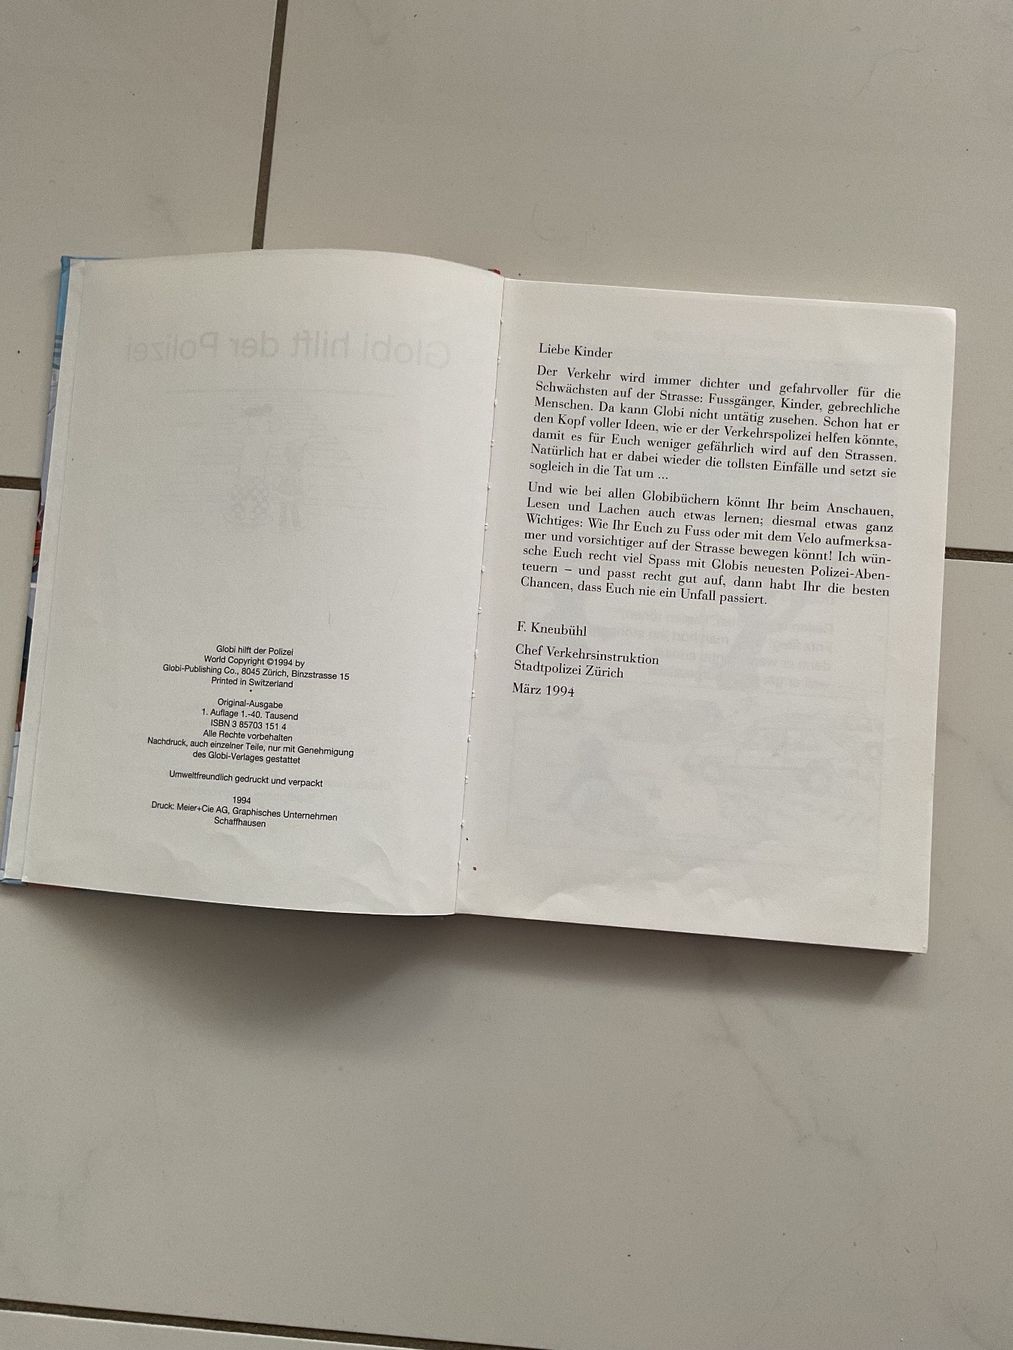 Globi hilft der Polizei
Globi hilft der Polizei
World Copyright ©1994 by
Globi-Publishing Co., 8045 Zürich, Binzstrasse 15
Printed in Switzerland
Original-Ausgabe
1. Auflage 1.-40. Tausend
ISBN 3 85703 151 4
Alle Rechte vorbehalten
Nachdruck, auch einzelner Teile, nur mit Genehmigung
des Globi-Verlages gestattet
Umweltfreundlich gedruckt und verpackt
1994
Druck: Meier+Cie AG, Graphisches Unternehmen
Schaffhausen
Liebe Kinder
Der Verkehr wird immer dichter und gefahrvoller für die
Schwächsten auf der Strasse: Fussgänger, Kinder, gebrechliche
Menschen. Da kann Globi nicht untätig zusehen. Schon hat er
den Kopf voller Ideen, wie er der Verkehrspolizei helfen könnte,
damit es für Euch weniger gefährlich wird auf den Strassen.
Natürlich hat er dabei wieder die tollsten Einfälle und setzt sie
sogleich in die Tat um ...
Und wie bei allen Globibüchern könnt Ihr beim Anschauen,
Lesen und Lachen auch etwas lernen; diesmal etwas ganz
Wichtiges: Wie Ihr Euch zu Fuss oder mit dem Velo aufmerksa-
mer und vorsichtiger auf der Strasse bewegen könnt! Ich wün-
sche Euch recht viel Spass mit Globis neuesten Polizei-Aben-
teuern – und passt recht gut auf, dann habt Ihr die besten
Chancen, dass Euch nie ein Unfall passiert.
F. Kneubühl
Chef Verkehrsinstruktion
Stadtpolizei Zürich
März 1994